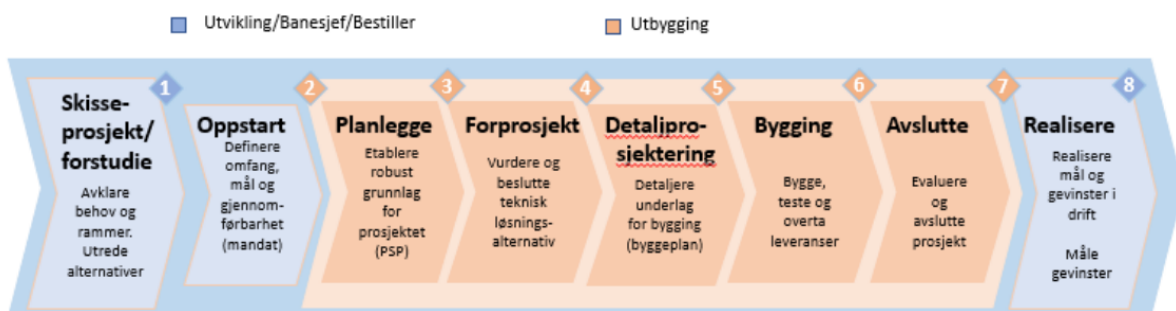 Utvikling/Banesjef/Bestiller
Utbygging
1
2
3
4
5
6
7
8
Skisse-
prosjekt/
forstudie
Avklare
behov og
rammer.
Utrede
alternativer
Oppstart
Definere
omfang,
mål og
gjennom-
førbarhet
(mandat)
Planlegge
Etablere
robust
grunnlag
for
prosjektet
(PSP)
Forprosjekt
Vurdere og
beslutte
teknisk
løsnings-
alternativ
Detaljpro-
sjektering
Detaljere
underlag
for bygging
(byggeplan)
Bygging
Bygge,
teste og
overta
leveranser
Avslutte
Evaluere
og
avslutte
prosjekt
Realisere
Realisere
mål og
gevinster i
drift
Måle
gevinster